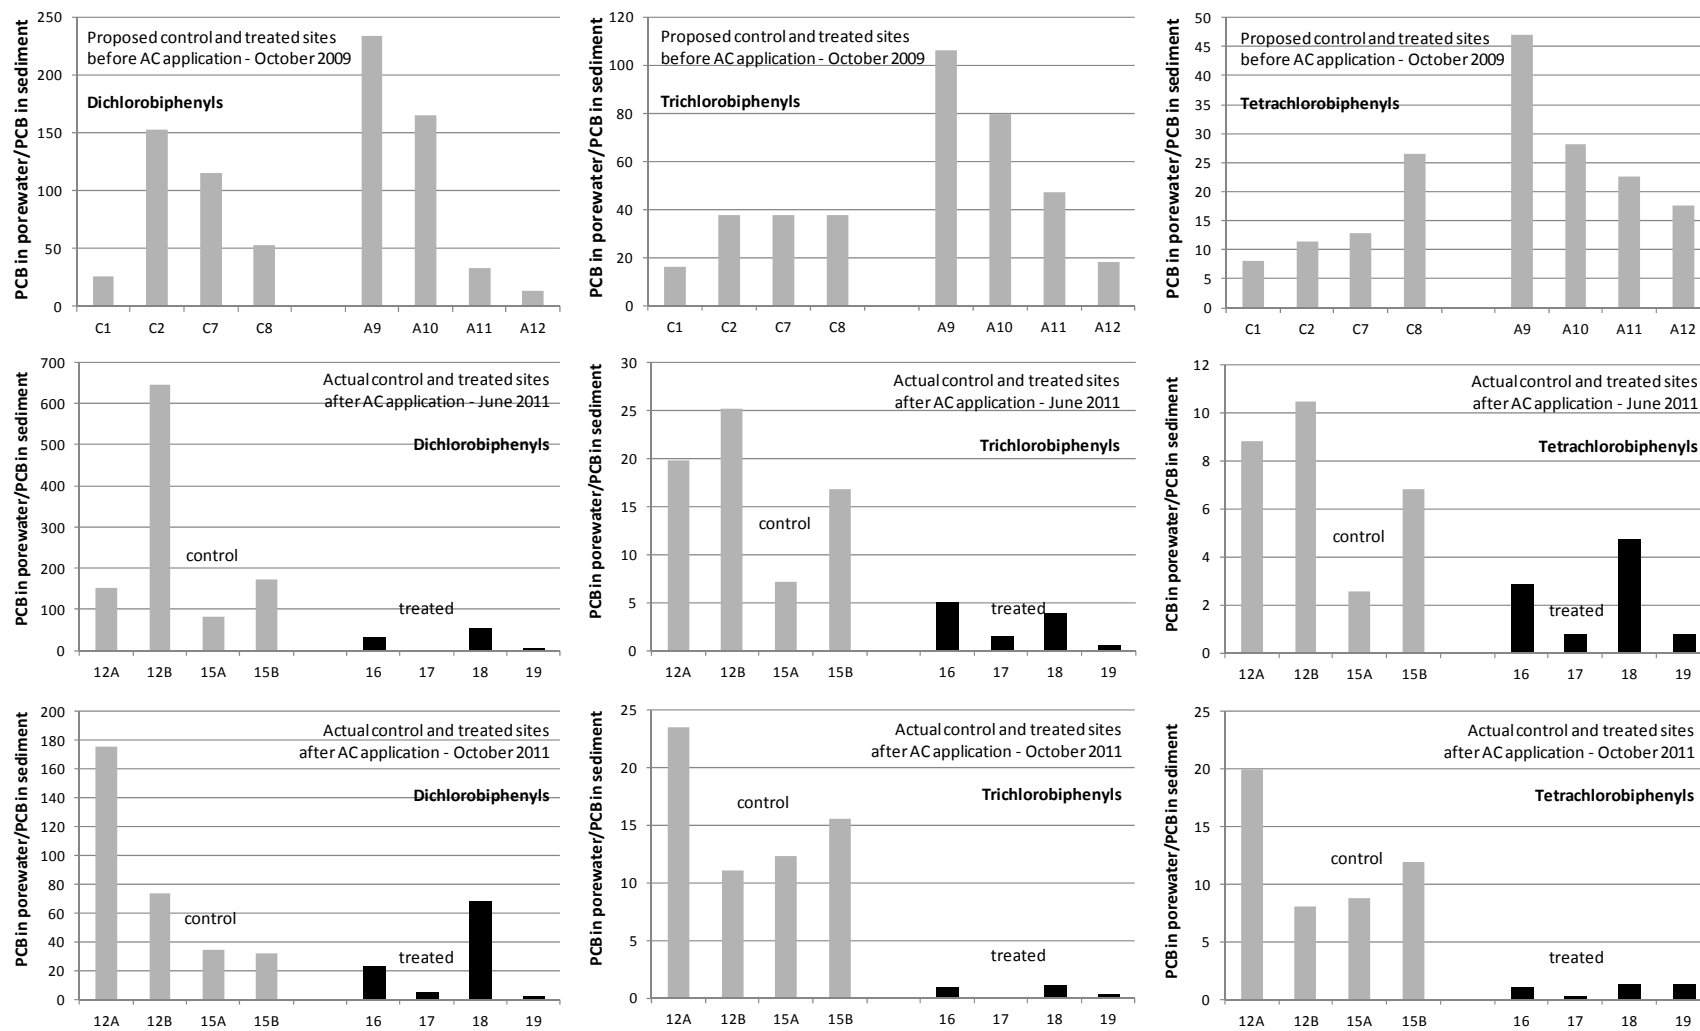 PCB in porewater/PCB in sediment
250
200
150
100
50
0
Proposed control and treated sites
before AC application - October 2009
Dichlorobiphenyls
C1 C2 C7 C8 A9 A10 A11 A12
PCB in porewater/PCB in sediment
120
100
80
60
40
20
0
Proposed control and treated sites
before AC application - October 2009
Trichlorobiphenyls
C1 C2 C7 C8 A9 A10 A11 A12
PCB in porewater/PCB in sediment
50
45
40
35
30
25
20
15
10
5
0
Proposed control and treated sites
before AC application - October 2009
Tetrachlorobiphenyls
C1 C2 C7 C8 A9 A10 A11 A12
PCB in porewater/PCB in sediment
700
600
500
400
300
200
100
0
Actual control and treated sites
after AC application - June 2011
Dichlorobiphenyls
control
treated
12A 12B 15A 15B 16 17 18 19
PCB in porewater/PCB in sediment
30
25
20
15
10
5
0
Actual control and treated sites
after AC application - June 2011
Trichlorobiphenyls
control
treated
12A 12B 15A 15B 16 17 18 19
PCB in porewater/PCB in sediment
12
10
8
6
4
2
0
Actual control and treated sites
after AC application - June 2011
Tetrachlorobiphenyls
control
treated
12A 12B 15A 15B 16 17 18 19
PCB in porewater/PCB in sediment
200
180
160
140
120
100
80
60
40
20
0
Actual control and treated sites
after AC application - October 2011
Dichlorobiphenyls
control
treated
12A 12B 15A 15B 16 17 18 19
PCB in porewater/PCB in sediment
25
20
15
10
5
0
Actual control and treated sites
after AC application - October 2011
Trichlorobiphenyls
control
treated
12A 12B 15A 15B 16 17 18 19
PCB in porewater/PCB in sediment
25
20
15
10
5
0
Actual control and treated sites
after AC application - October 2011
Tetrachlorobiphenyls
control
treated
12A 12B 15A 15B 16 17 18 19